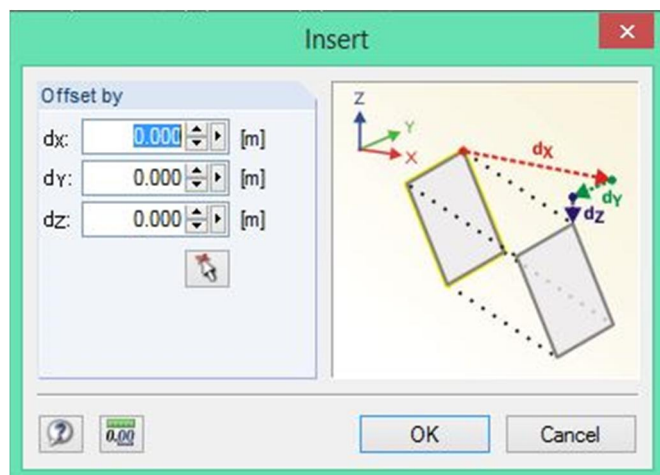 Insert
Offset by
dX: 0.000 [m]
dY: 0.000 [m]
dZ: 0.000 [m]
Z
Y
X
dX
dY
dZ
0.00
OK
Cancel